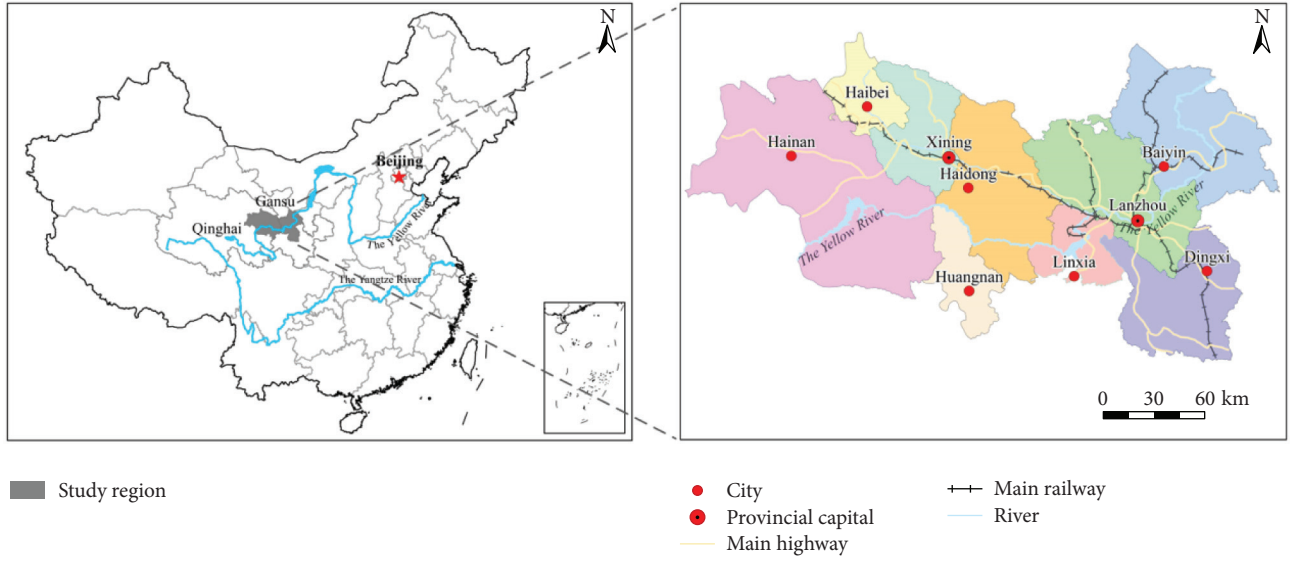 N
Beijing
Gansu
Qinghai
The Yellow River
The Yangtze River
N
Haibei
Hainan
Xining
Haidong
Baiyin
Lanzhou
The Yellow River
The Yellow River
Linxia
Dingxi
Huangnan
0 30 60 km
Study region
City
Provincial capital
Main highway
Main railway
River